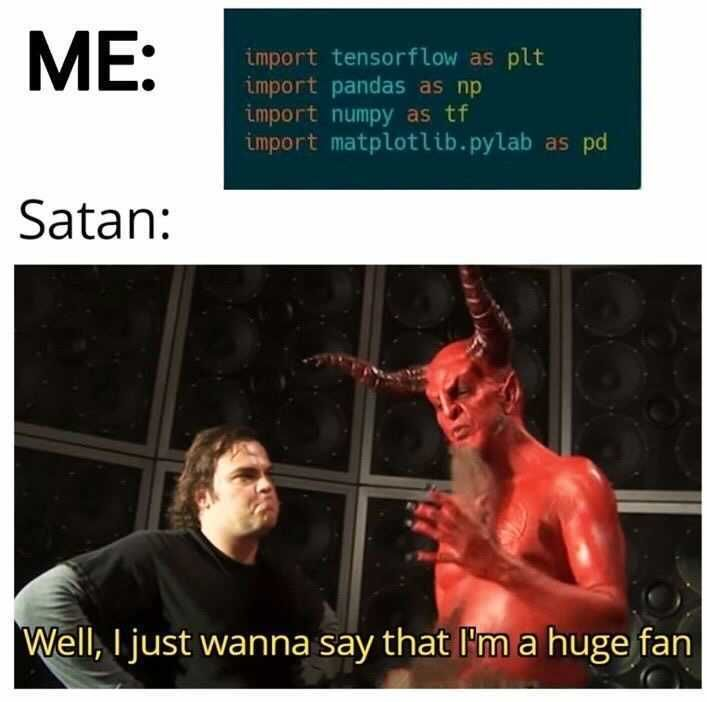 ME:
import tensorflow as plt
import pandas as np
import numpy as tf
import matplotlib.pylab as pd
Satan:
Well, I just wanna say that I'm a huge fan